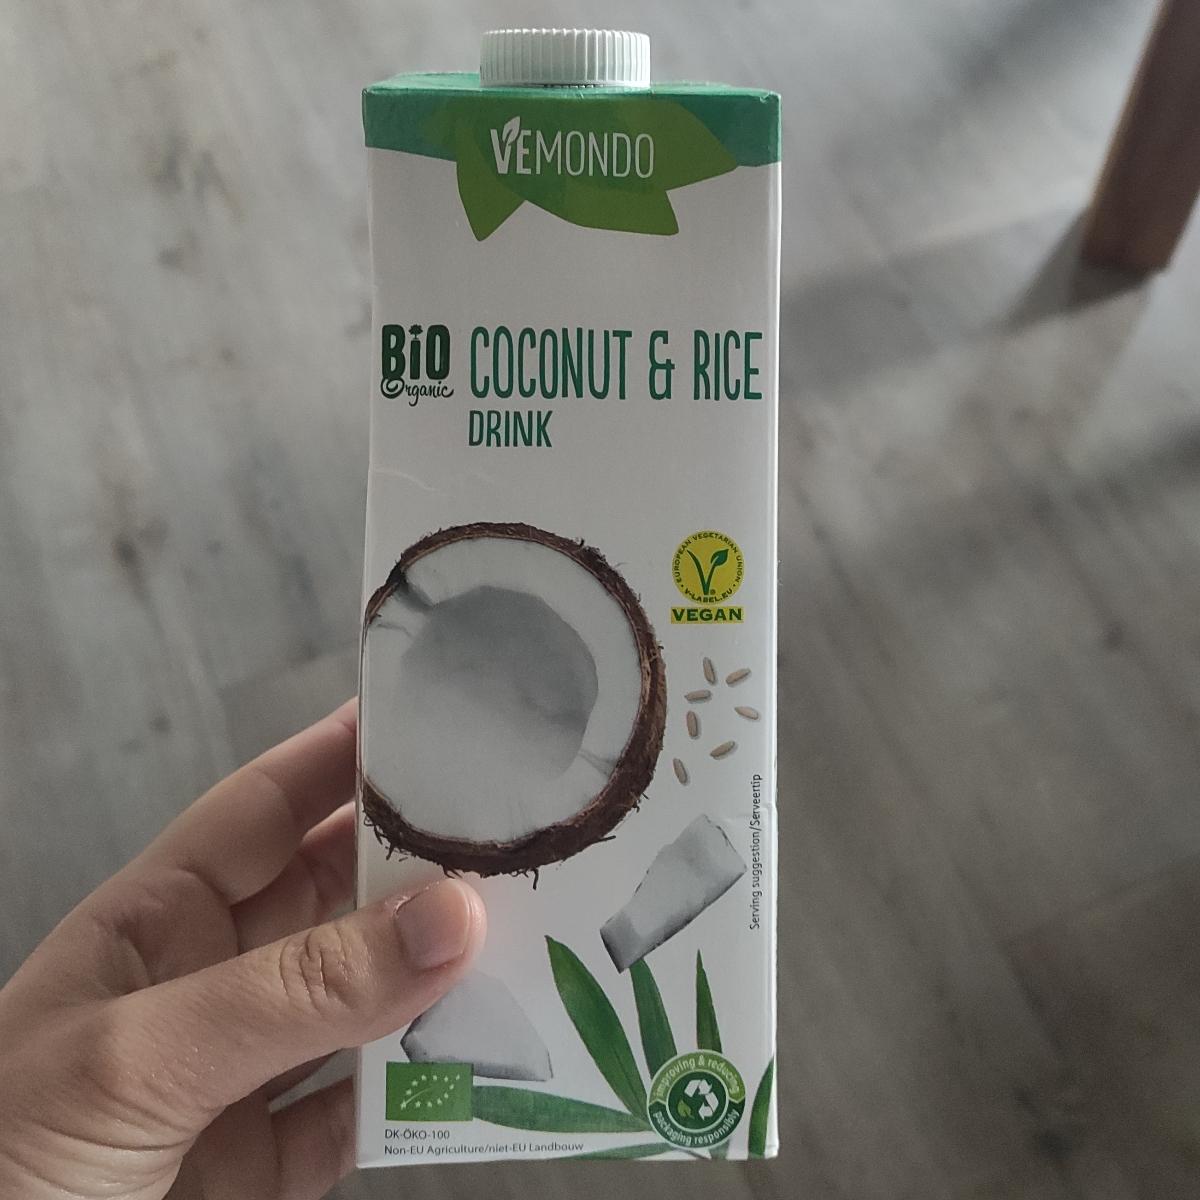 VEMONDO
BIO
Organic
COCONUT & RICE
DRINK
EUROPEAN VEGETARIAN UNION
V-LABEL.EU
VEGAN
Serving suggestion/Serveertip
improving & reducing
packaging responsibly
DK-ÖKO-100
Non-EU Agriculture/niet-EU Landbouw